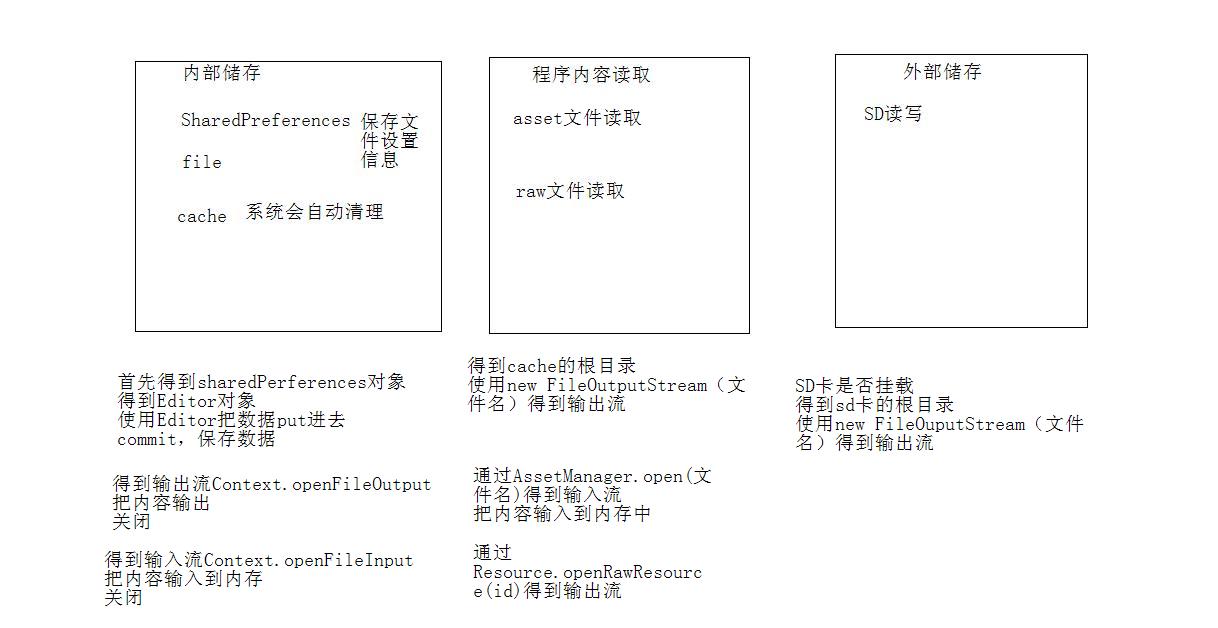 内部储存
SharedPreferences 保存文
件设置
信息
file
cache 系统会自动清理
首先得到sharedPerferences对象
得到Editor对象
使用Editor把数据put进去
commit，保存数据
得到输出流Context.openFileOutput
把内容输出
关闭
得到输入流Context.openFileInput
把内容输入到内存
关闭
程序内容读取
asset文件读取
raw文件读取
得到cache的根目录
使用new FileOutputStream（文
件名）得到输出流
通过AssetManager.open(文
件名)得到输入流
把内容输入到内存中
通过
Resource.openRawResourc
e(id)得到输出流
外部储存
SD读写
SD卡是否挂载
得到sd卡的根目录
使用new FileOuputStream（文件
名）得到输出流